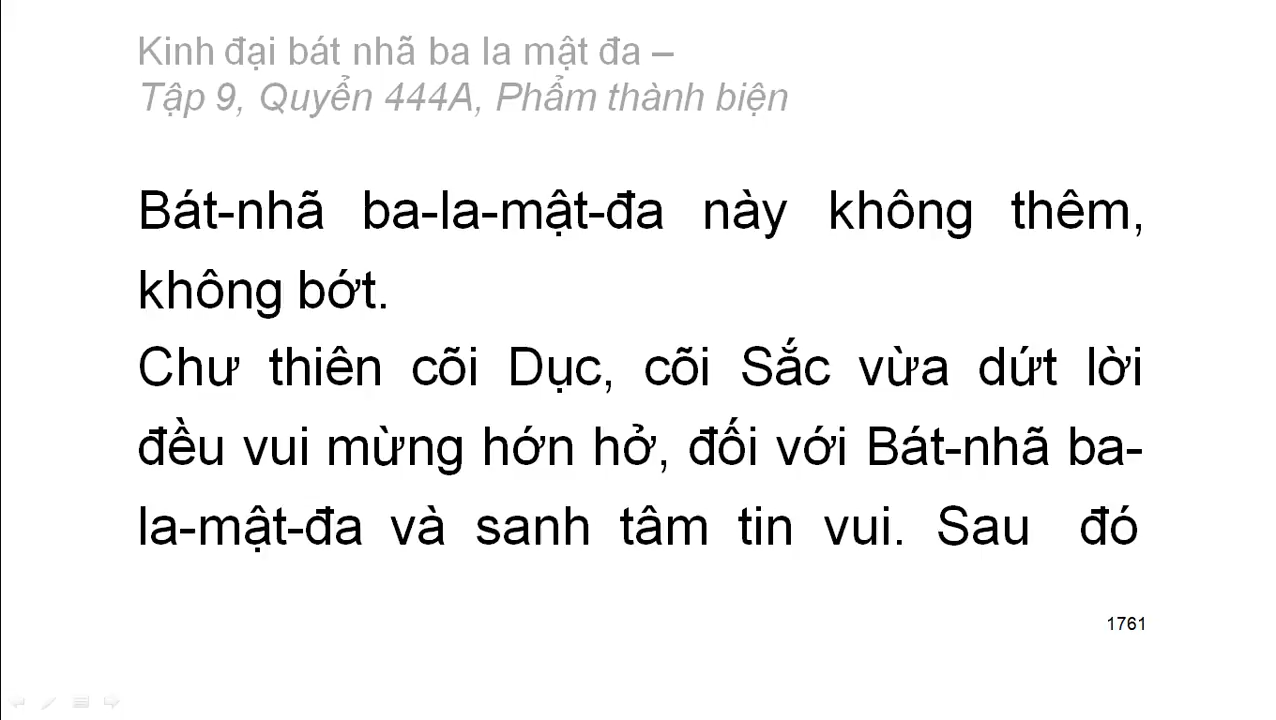 Kinh đại bát nhã ba la mật đa –
Tập 9, Quyển 444A, Phẩm thành biện
Bát-nhã ba-la-mật-đa này không thêm,
không bớt.
Chư thiên cõi Dục, cõi Sắc vừa dứt lời
đều vui mừng hớn hở, đối với Bát-nhã ba-
la-mật-đa và sanh tâm tin vui. Sau đó
1761